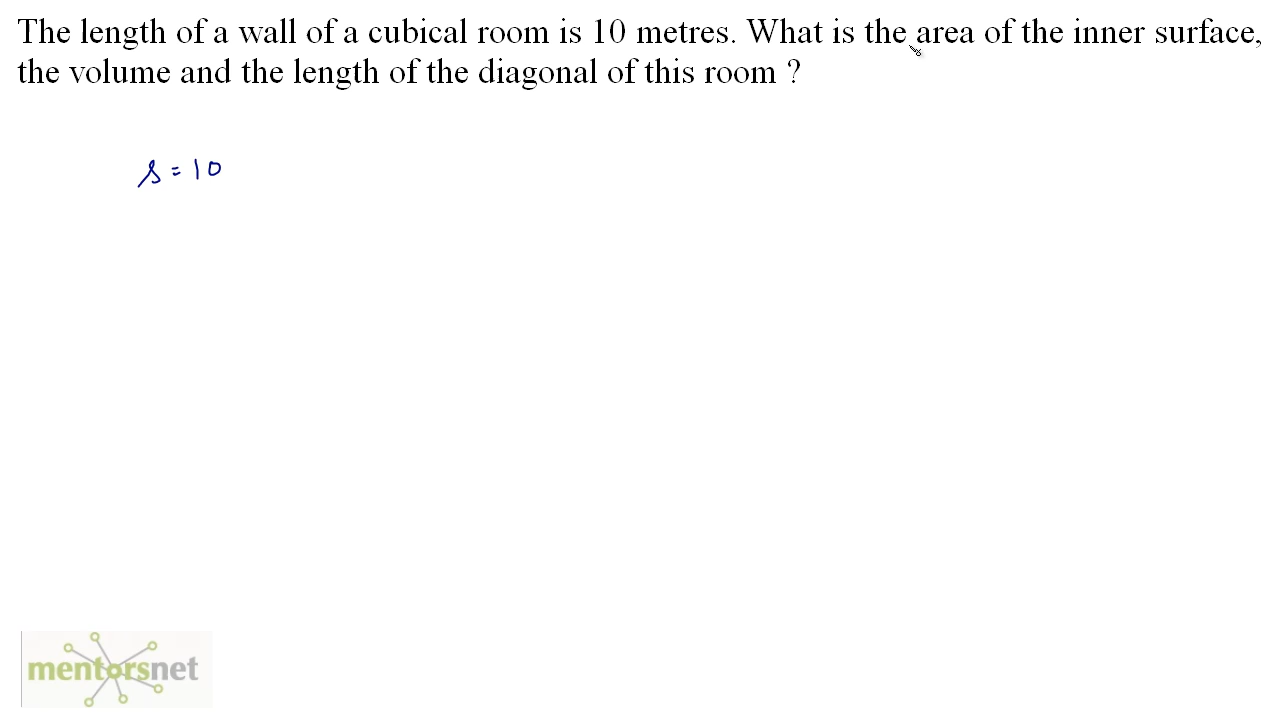 The length of a wall of a cubical room is 10 metres. What is the area of the inner surface,
the volume and the length of the diagonal of this room ?
s = 10
mentorsnet